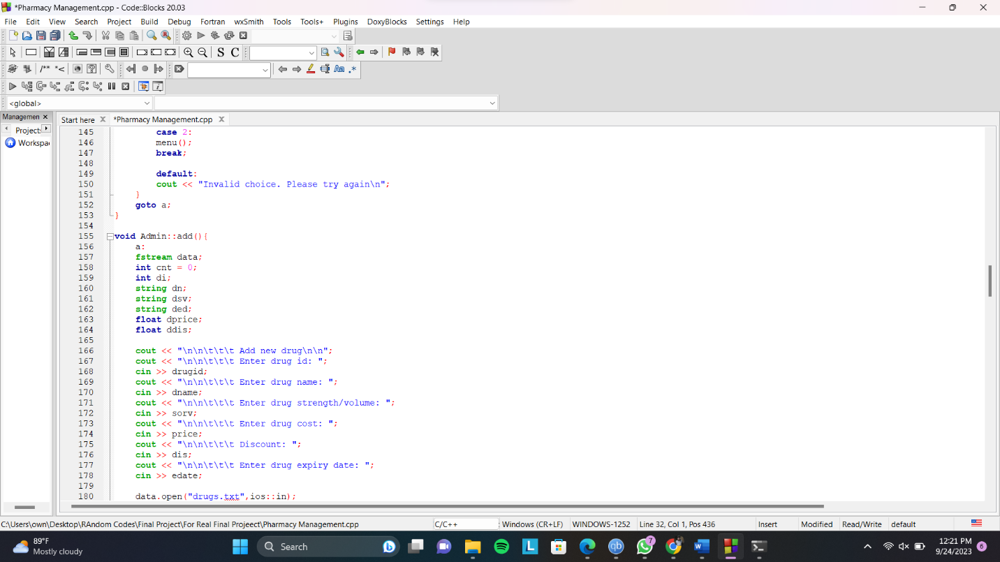 *Pharmacy Management.cpp - Code::Blocks 20.03
File Edit View Search Project Build Debug Fortran wxSmith Tools Tools+ Plugins DoxyBlocks Settings Help
S C
/** *<
Aa .*
<global>
Managemen
Start here
*Pharmacy Management.cpp
Project:
Workspa
145 case 2:
146 menu();
147 break;
148
149 default:
150 cout << "Invalid choice. Please try again\n";
151 }
152 goto a;
153 }
154
155 void Admin::add(){
156 a:
157 fstream data;
158 int cnt = 0;
159 int di;
160 string dn;
161 string dsv;
162 string ded;
163 float dprice;
164 float ddis;
165
166 cout << "\n\n\t\t\t Add new drug\n\n";
167 cout << "\n\n\t\t\t Enter drug id: ";
168 cin >> drugid;
169 cout << "\n\n\t\t\t Enter drug name: ";
170 cin >> dname;
171 cout << "\n\n\t\t\t Enter drug strength/volume: ";
172 cin >> sorv;
173 cout << "\n\n\t\t\t Enter drug cost: ";
174 cin >> price;
175 cout << "\n\n\t\t\t Discount: ";
176 cin >> dis;
177 cout << "\n\n\t\t\t Enter drug expiry date: ";
178 cin >> edate;
179
180 data.open("drugs.txt",ios::in);
C:\Users\own\Desktop\RAndom Codes\Final Project\For Real Final Projeect\Pharmacy Management.cpp C/C++ Windows (CR+LF) WINDOWS-1252 Line 32, Col 1, Pos 436 Insert Modified Read/Write default
89°F
Mostly cloudy
Search
L
qb
7
W
12:21 PM
9/24/2023
6